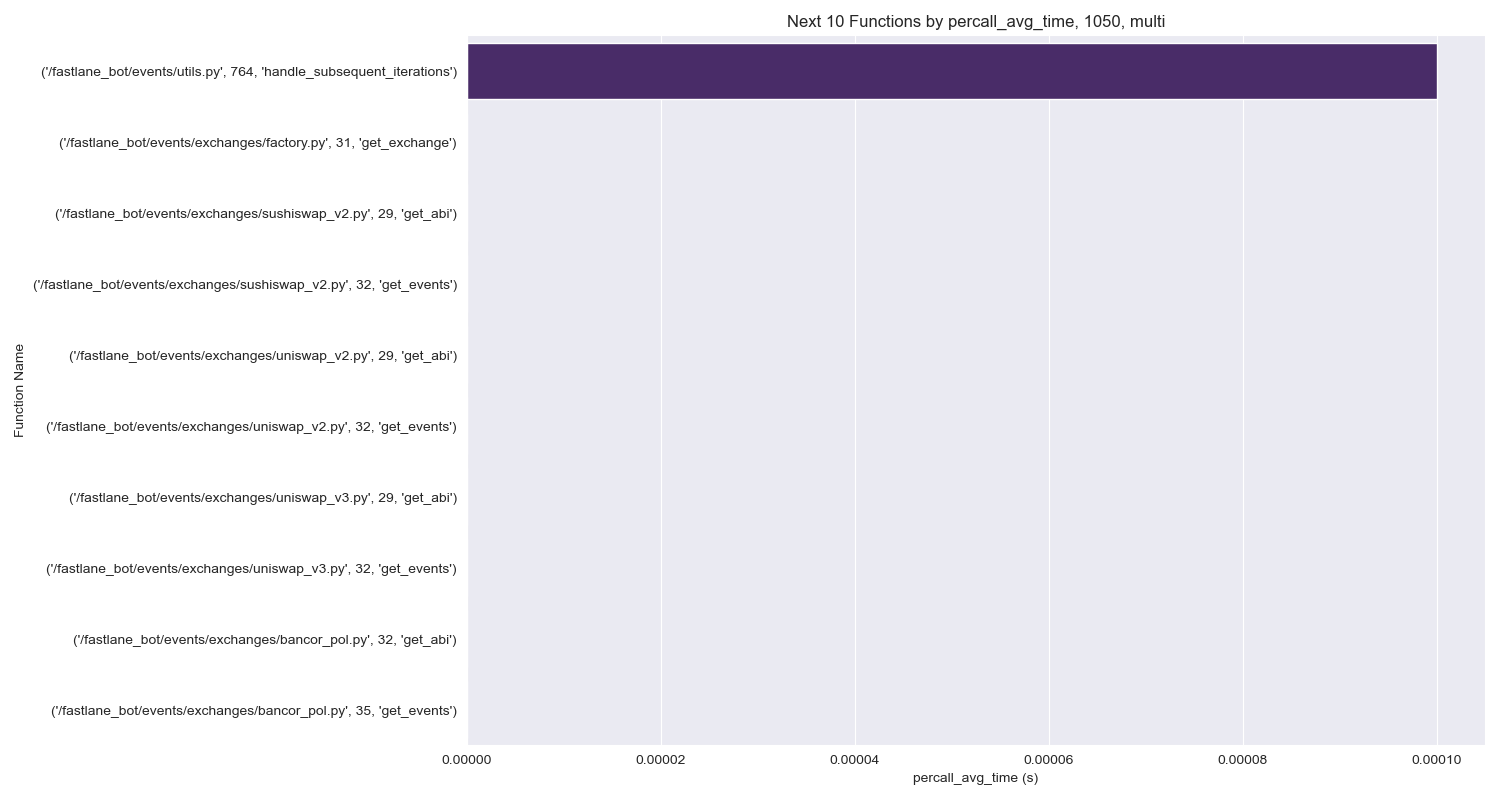 Next 10 Functions by percall_avg_time, 1050, multi
('/fastlane_bot/events/utils.py', 764, 'handle_subsequent_iterations')
('/fastlane_bot/events/exchanges/factory.py', 31, 'get_exchange')
('/fastlane_bot/events/exchanges/sushiswap_v2.py', 29, 'get_abi')
('/fastlane_bot/events/exchanges/sushiswap_v2.py', 32, 'get_events')
('/fastlane_bot/events/exchanges/uniswap_v2.py', 29, 'get_abi')
('/fastlane_bot/events/exchanges/uniswap_v2.py', 32, 'get_events')
('/fastlane_bot/events/exchanges/uniswap_v3.py', 29, 'get_abi')
('/fastlane_bot/events/exchanges/uniswap_v3.py', 32, 'get_events')
('/fastlane_bot/events/exchanges/bancor_pol.py', 32, 'get_abi')
('/fastlane_bot/events/exchanges/bancor_pol.py', 35, 'get_events')
Function Name
0.00000 0.00002 0.00004 0.00006 0.00008 0.00010
percall_avg_time (s)